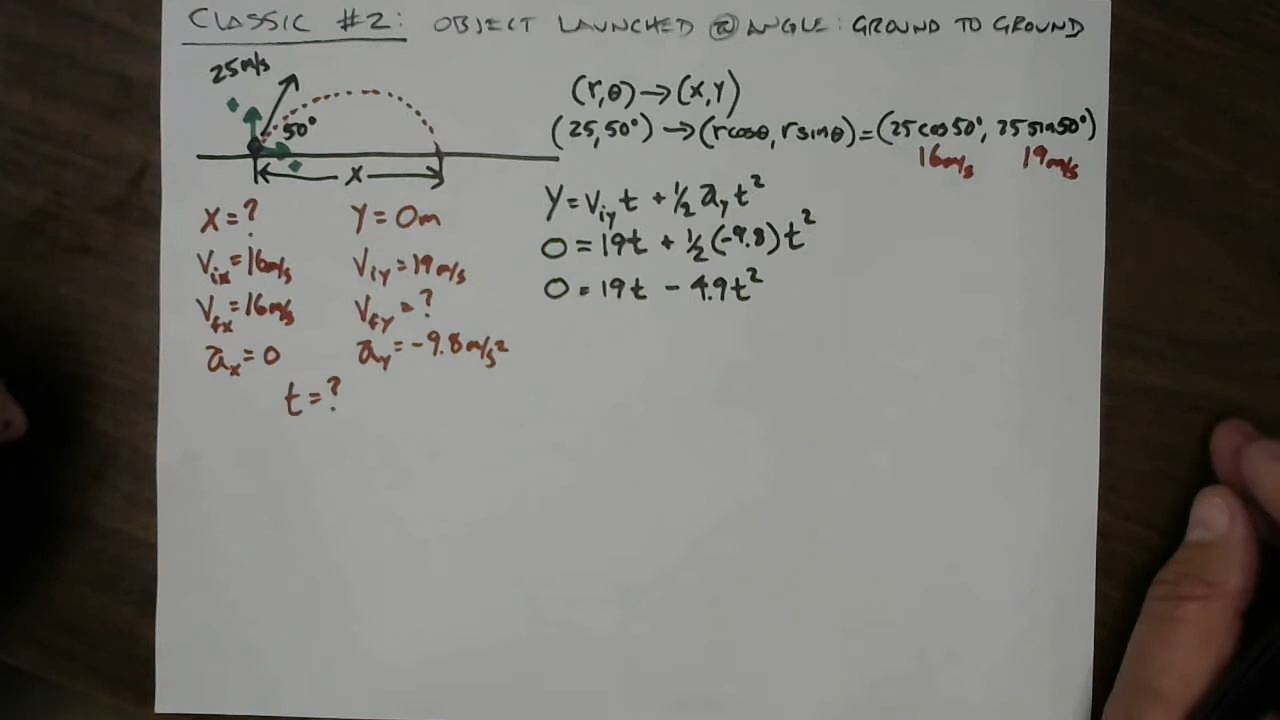 CLASSIC #2: OBJECT LAUNCHED @ ANGLE: GROUND TO GROUND
25m/s
50°
x
(r,θ)→(x,y)
(25,50°)→(rcosθ, rsinθ)=(25cos50°, 25sin50°)
16m/s 19m/s
x=? y=0m
Vix=16m/s Viy=19m/s
Vfx=16m/s Vfy=?
ax=0 ay=-9.8m/s²
t=?
y=Viyt+½ayt²
0=19t+½(-9.8)t²
0=19t-4.9t²